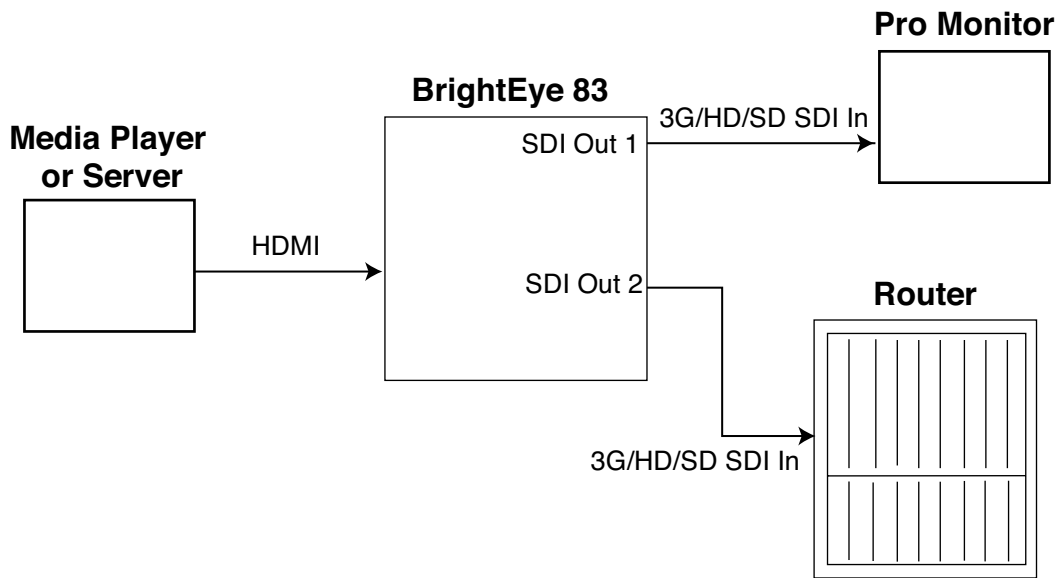 Pro Monitor
BrightEye 83
3G/HD/SD SDI In
SDI Out 1
Media Player
or Server
HDMI
SDI Out 2
Router
3G/HD/SD SDI In